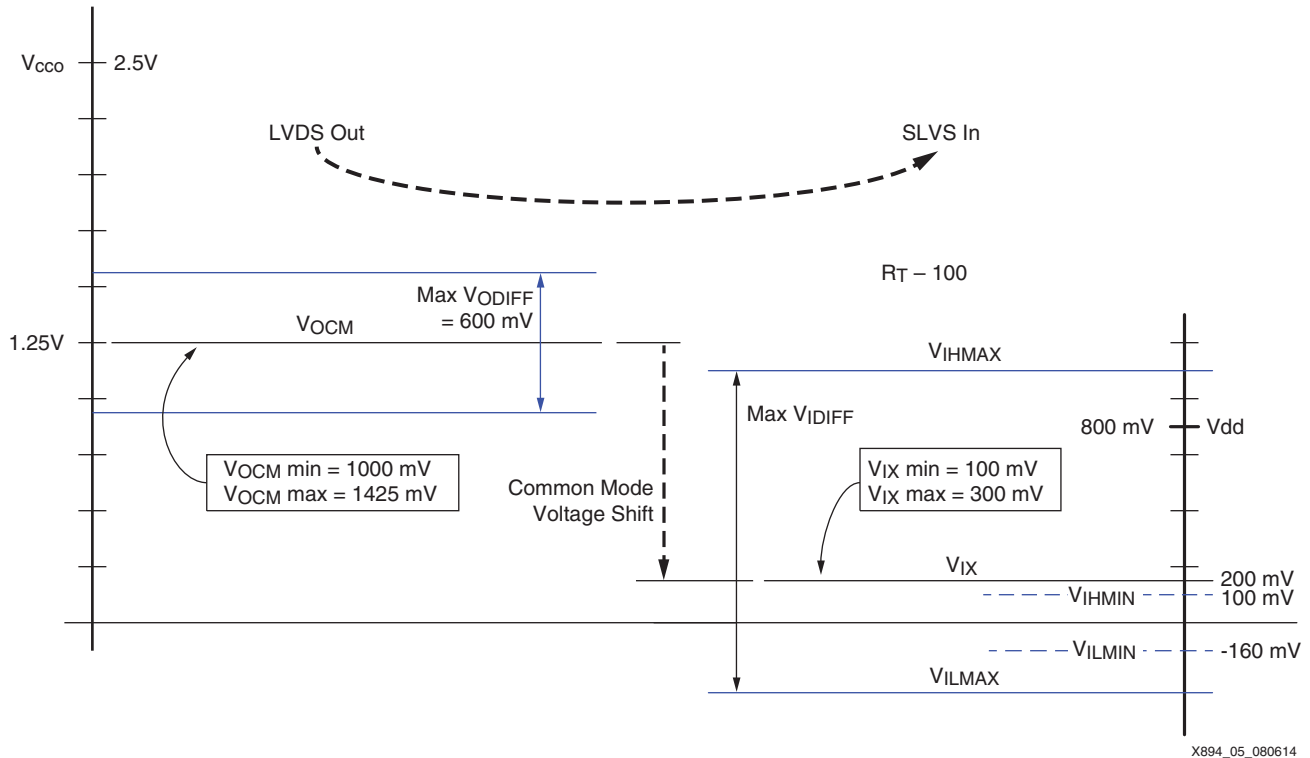 Vcco
2.5V
LVDS Out
SLVS In
RT – 100
Max VODIFF
= 600 mV
VOCM
1.25V
VIHMAX
Max VIDIFF
800 mV
Vdd
VOCM min = 1000 mV
VOCM max = 1425 mV
VIX min = 100 mV
VIX max = 300 mV
Common Mode
Voltage Shift
VIX
200 mV
VIHMIN
100 mV
VILMIN
-160 mV
VILMAX
X894_05_080614